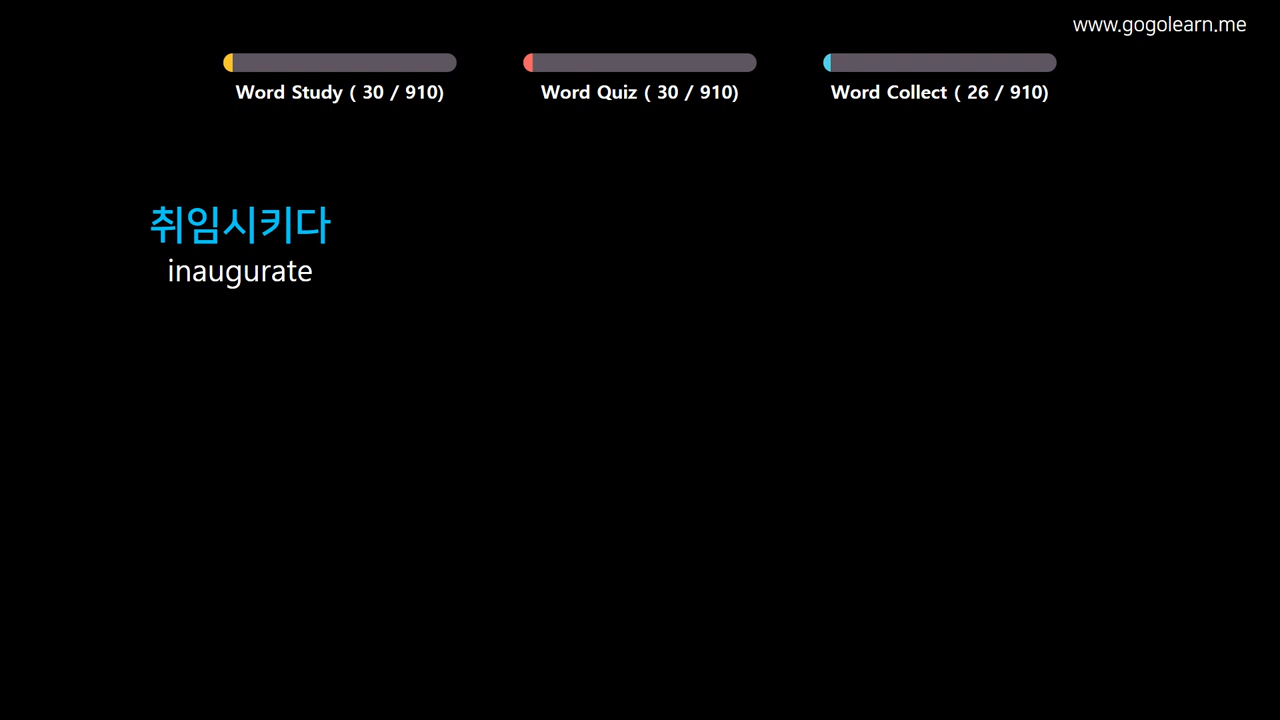 www.gogolearn.me
Word Study ( 30 / 910)
Word Quiz ( 30 / 910)
Word Collect ( 26 / 910)
취임시키다
inaugurate